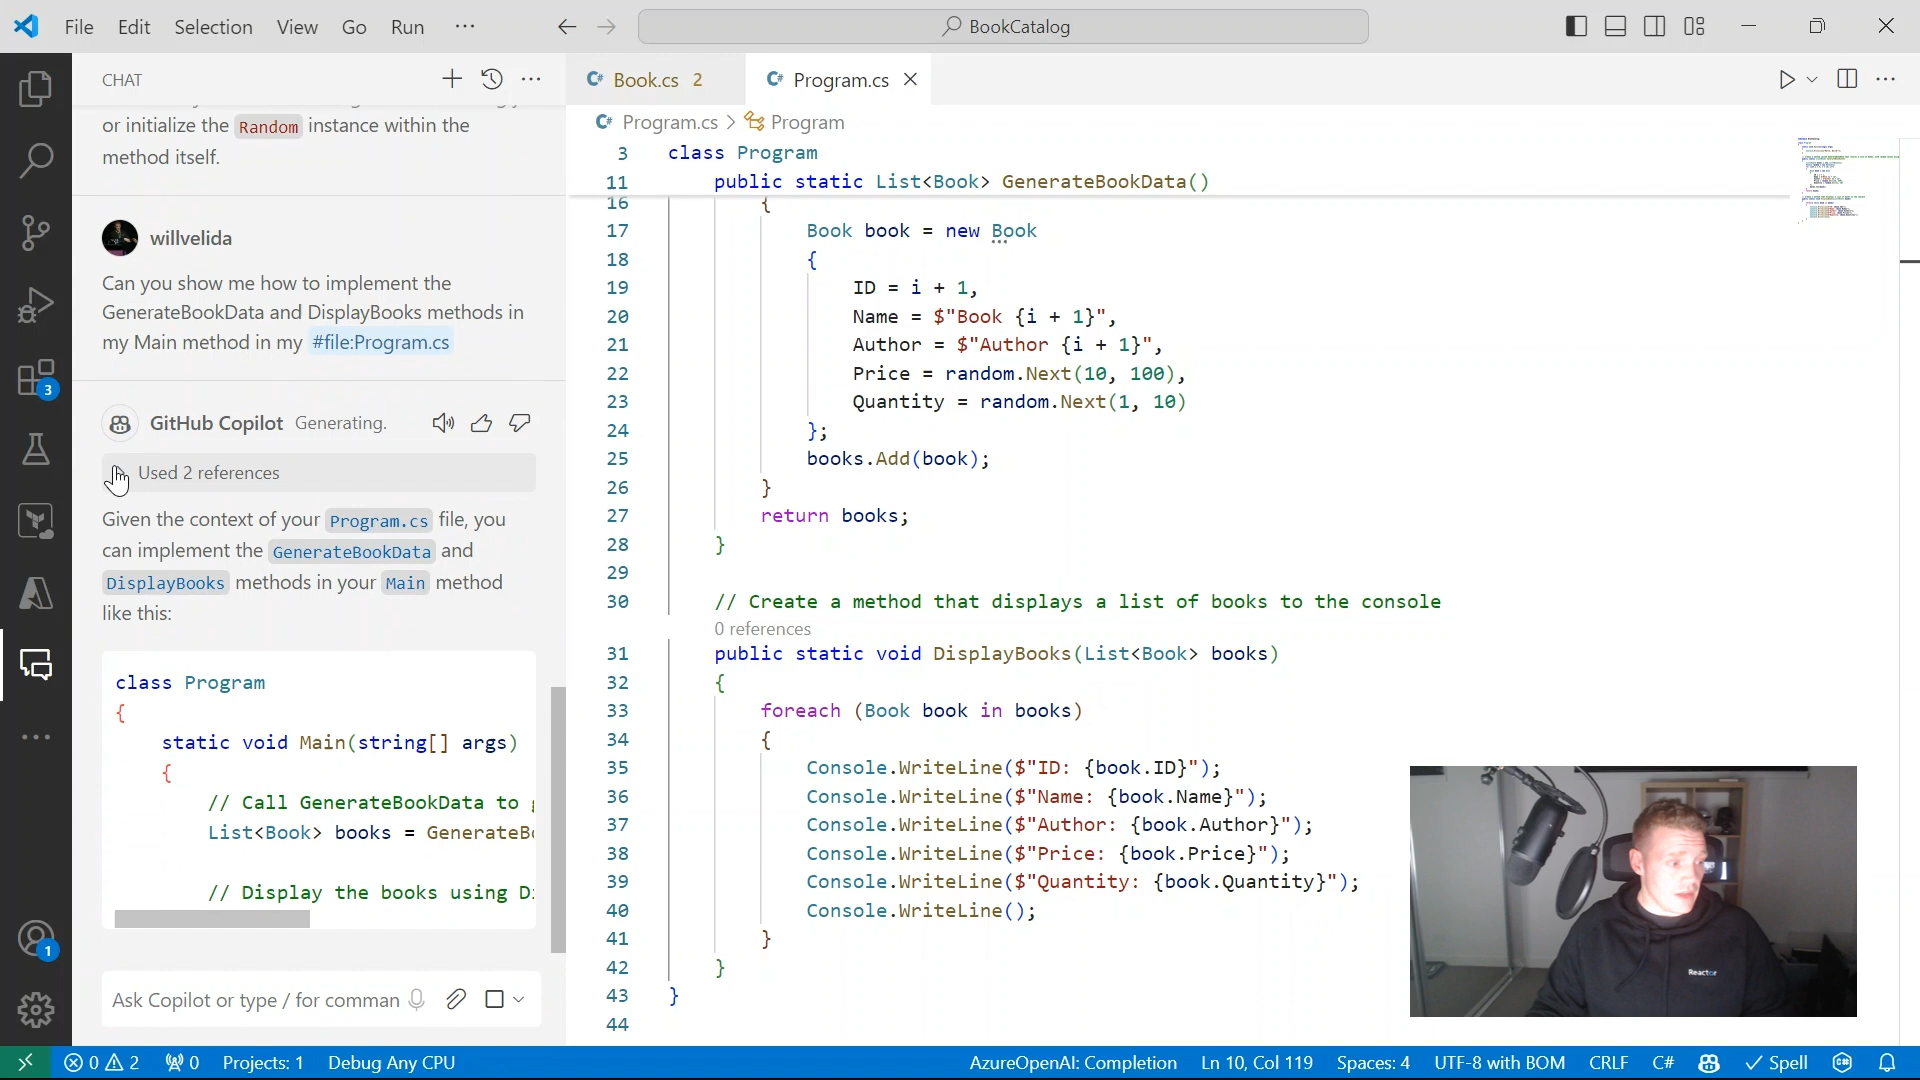 File Edit Selection View Go Run ···
BookCatalog
CHAT
or initialize the Random instance within the
method itself.
willvelida
Can you show me how to implement the
GenerateBookData and DisplayBooks methods in
my Main method in my #file:Program.cs
GitHub Copilot Generating.
Used 2 references
Given the context of your Program.cs file, you
can implement the GenerateBookData and
DisplayBooks methods in your Main method
like this:
class Program
{
static void Main(string[] args)
{
// Call GenerateBookData to
List<Book> books = GenerateB
// Display the books using D
Ask Copilot or type / for comman
3
1
Book.cs 2
Program.cs
Program.cs > Program
3 class Program
11 public static List<Book> GenerateBookData()
16 {
17 Book book = new Book
18 {
19 ID = i + 1,
20 Name = $"Book {i + 1}",
21 Author = $"Author {i + 1}",
22 Price = random.Next(10, 100),
23 Quantity = random.Next(1, 10)
24 };
25 books.Add(book);
26 }
27 return books;
28 }
29
30 // Create a method that displays a list of books to the console
0 references
31 public static void DisplayBooks(List<Book> books)
32 {
33 foreach (Book book in books)
34 {
35 Console.WriteLine($"ID: {book.ID}");
36 Console.WriteLine($"Name: {book.Name}");
37 Console.WriteLine($"Author: {book.Author}");
38 Console.WriteLine($"Price: {book.Price}");
39 Console.WriteLine($"Quantity: {book.Quantity}");
40 Console.WriteLine();
41 }
42 }
43 }
44
Reactor
0 2 0 Projects: 1 Debug Any CPU
AzureOpenAI: Completion Ln 10, Col 119 Spaces: 4 UTF-8 with BOM CRLF C# Spell